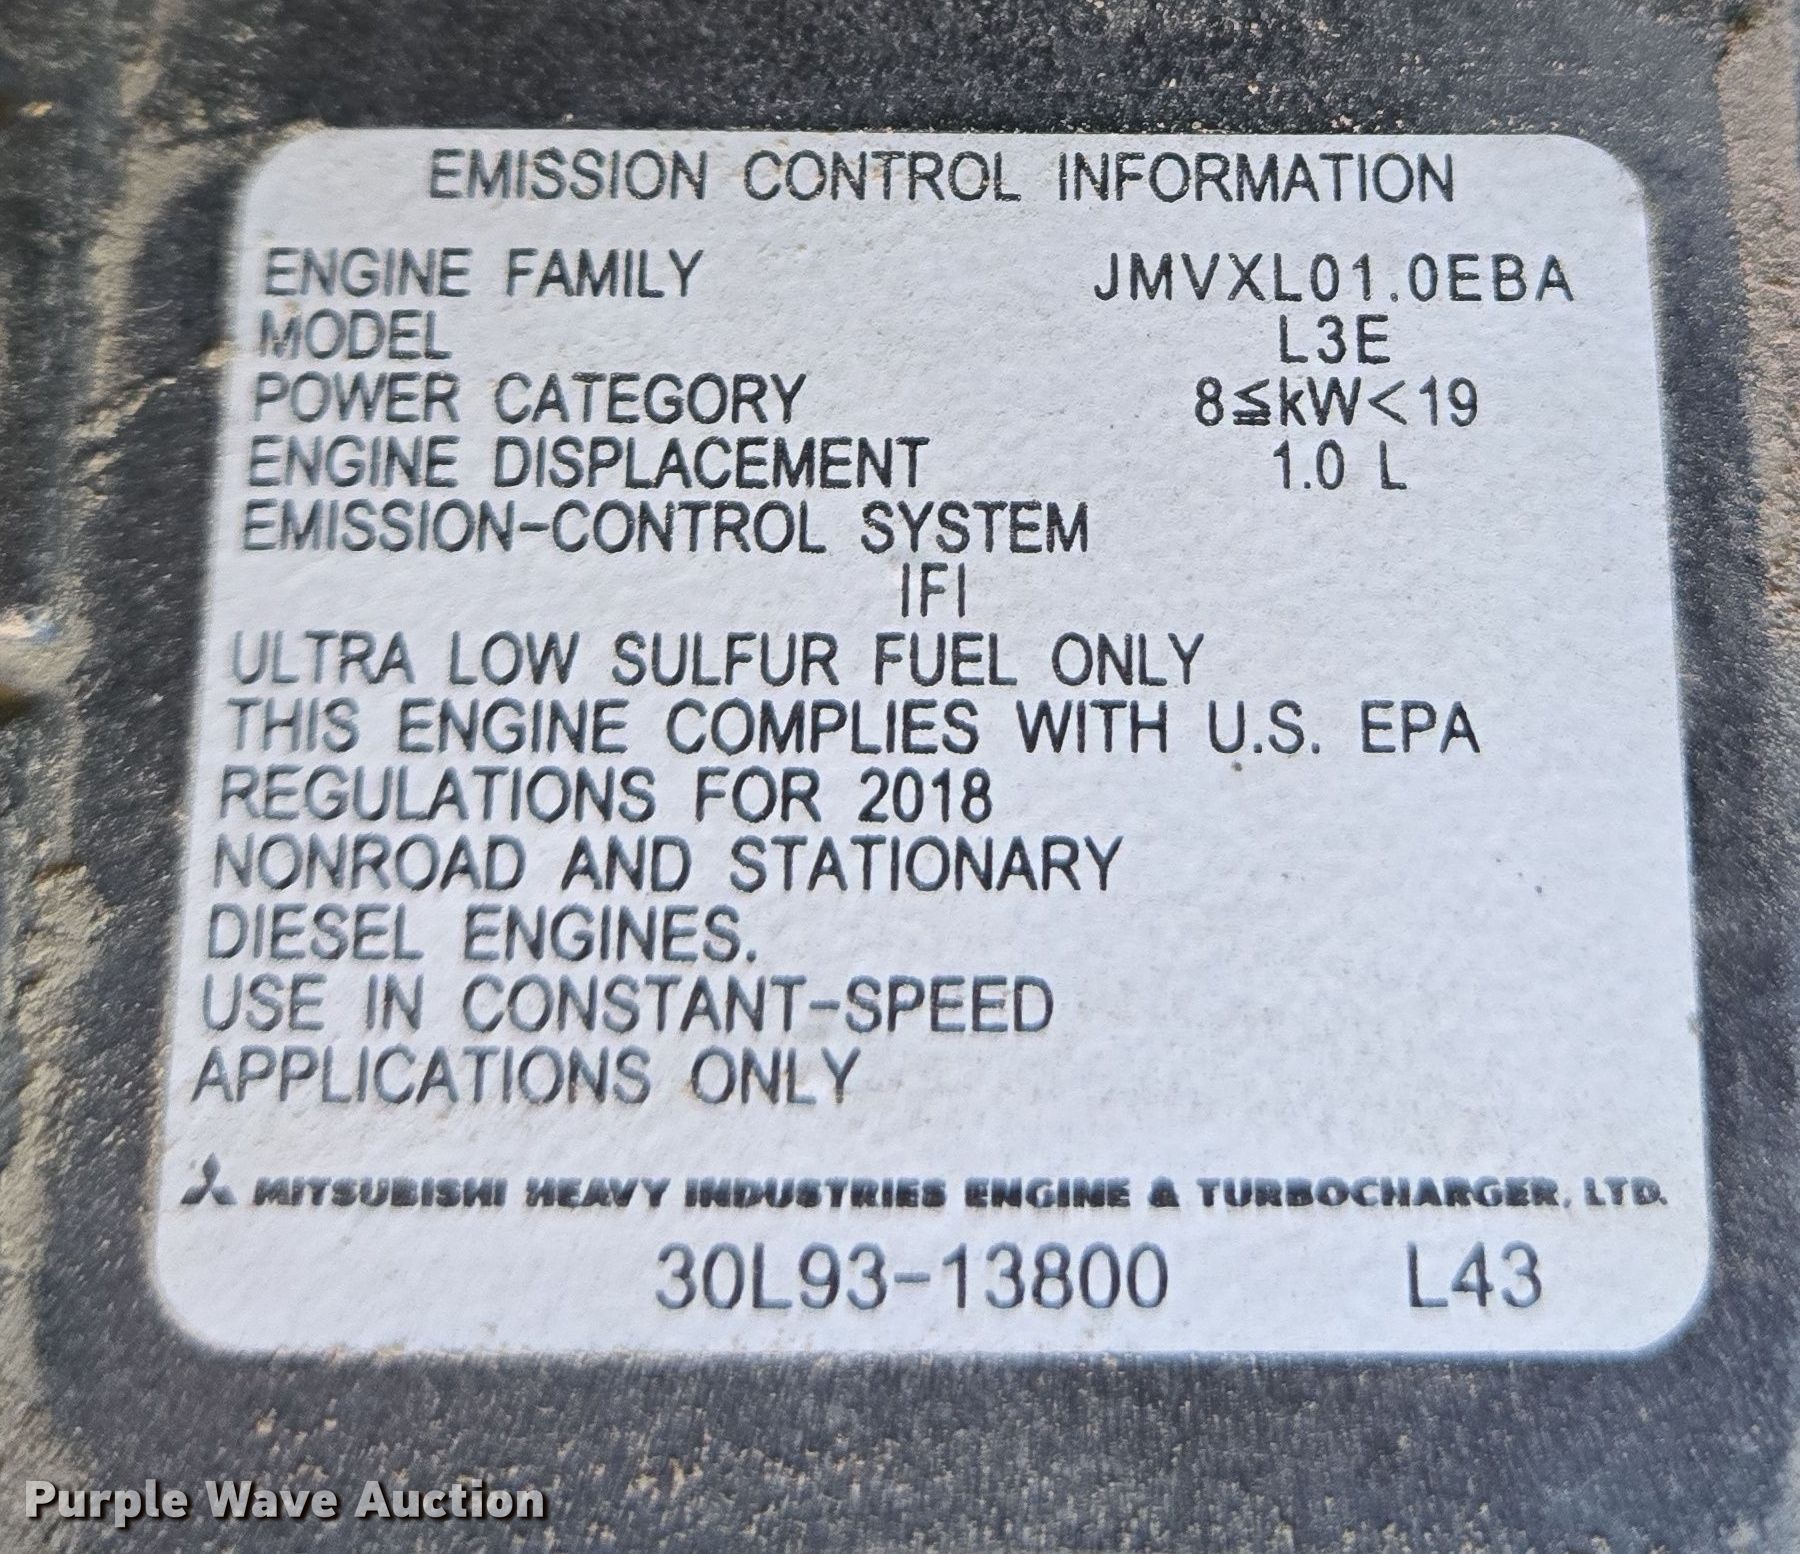 EMISSION CONTROL INFORMATION
ENGINE FAMILY JMVXL01.0EBA
MODEL L3E
POWER CATEGORY 8≦kW<19
ENGINE DISPLACEMENT 1.0 L
EMISSION-CONTROL SYSTEM
IFI
ULTRA LOW SULFUR FUEL ONLY
THIS ENGINE COMPLIES WITH U.S. EPA
REGULATIONS FOR 2018
NONROAD AND STATIONARY
DIESEL ENGINES.
USE IN CONSTANT-SPEED
APPLICATIONS ONLY
MITSUBISHI HEAVY INDUSTRIES ENGINE & TURBOCHARGER, LTD.
30L93-13800 L43
Purple Wave Auction